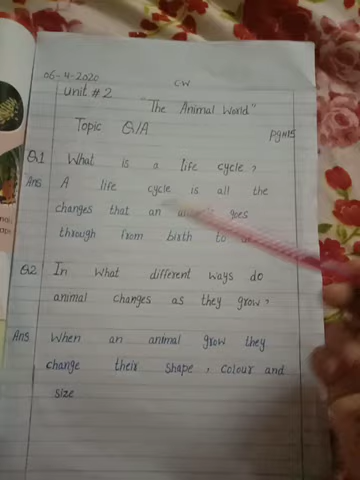 06-4-2020
CW
Unit # 2
"The Animal World"
Topic Q/A
Pg#15
Q1 What is a life cycle?
Ans A life cycle is all the
changes that an goes
through from birth to
Q2 In what different ways do
animal changes as they grow?
Ans When an animal grow they
change their shape, colour and
size